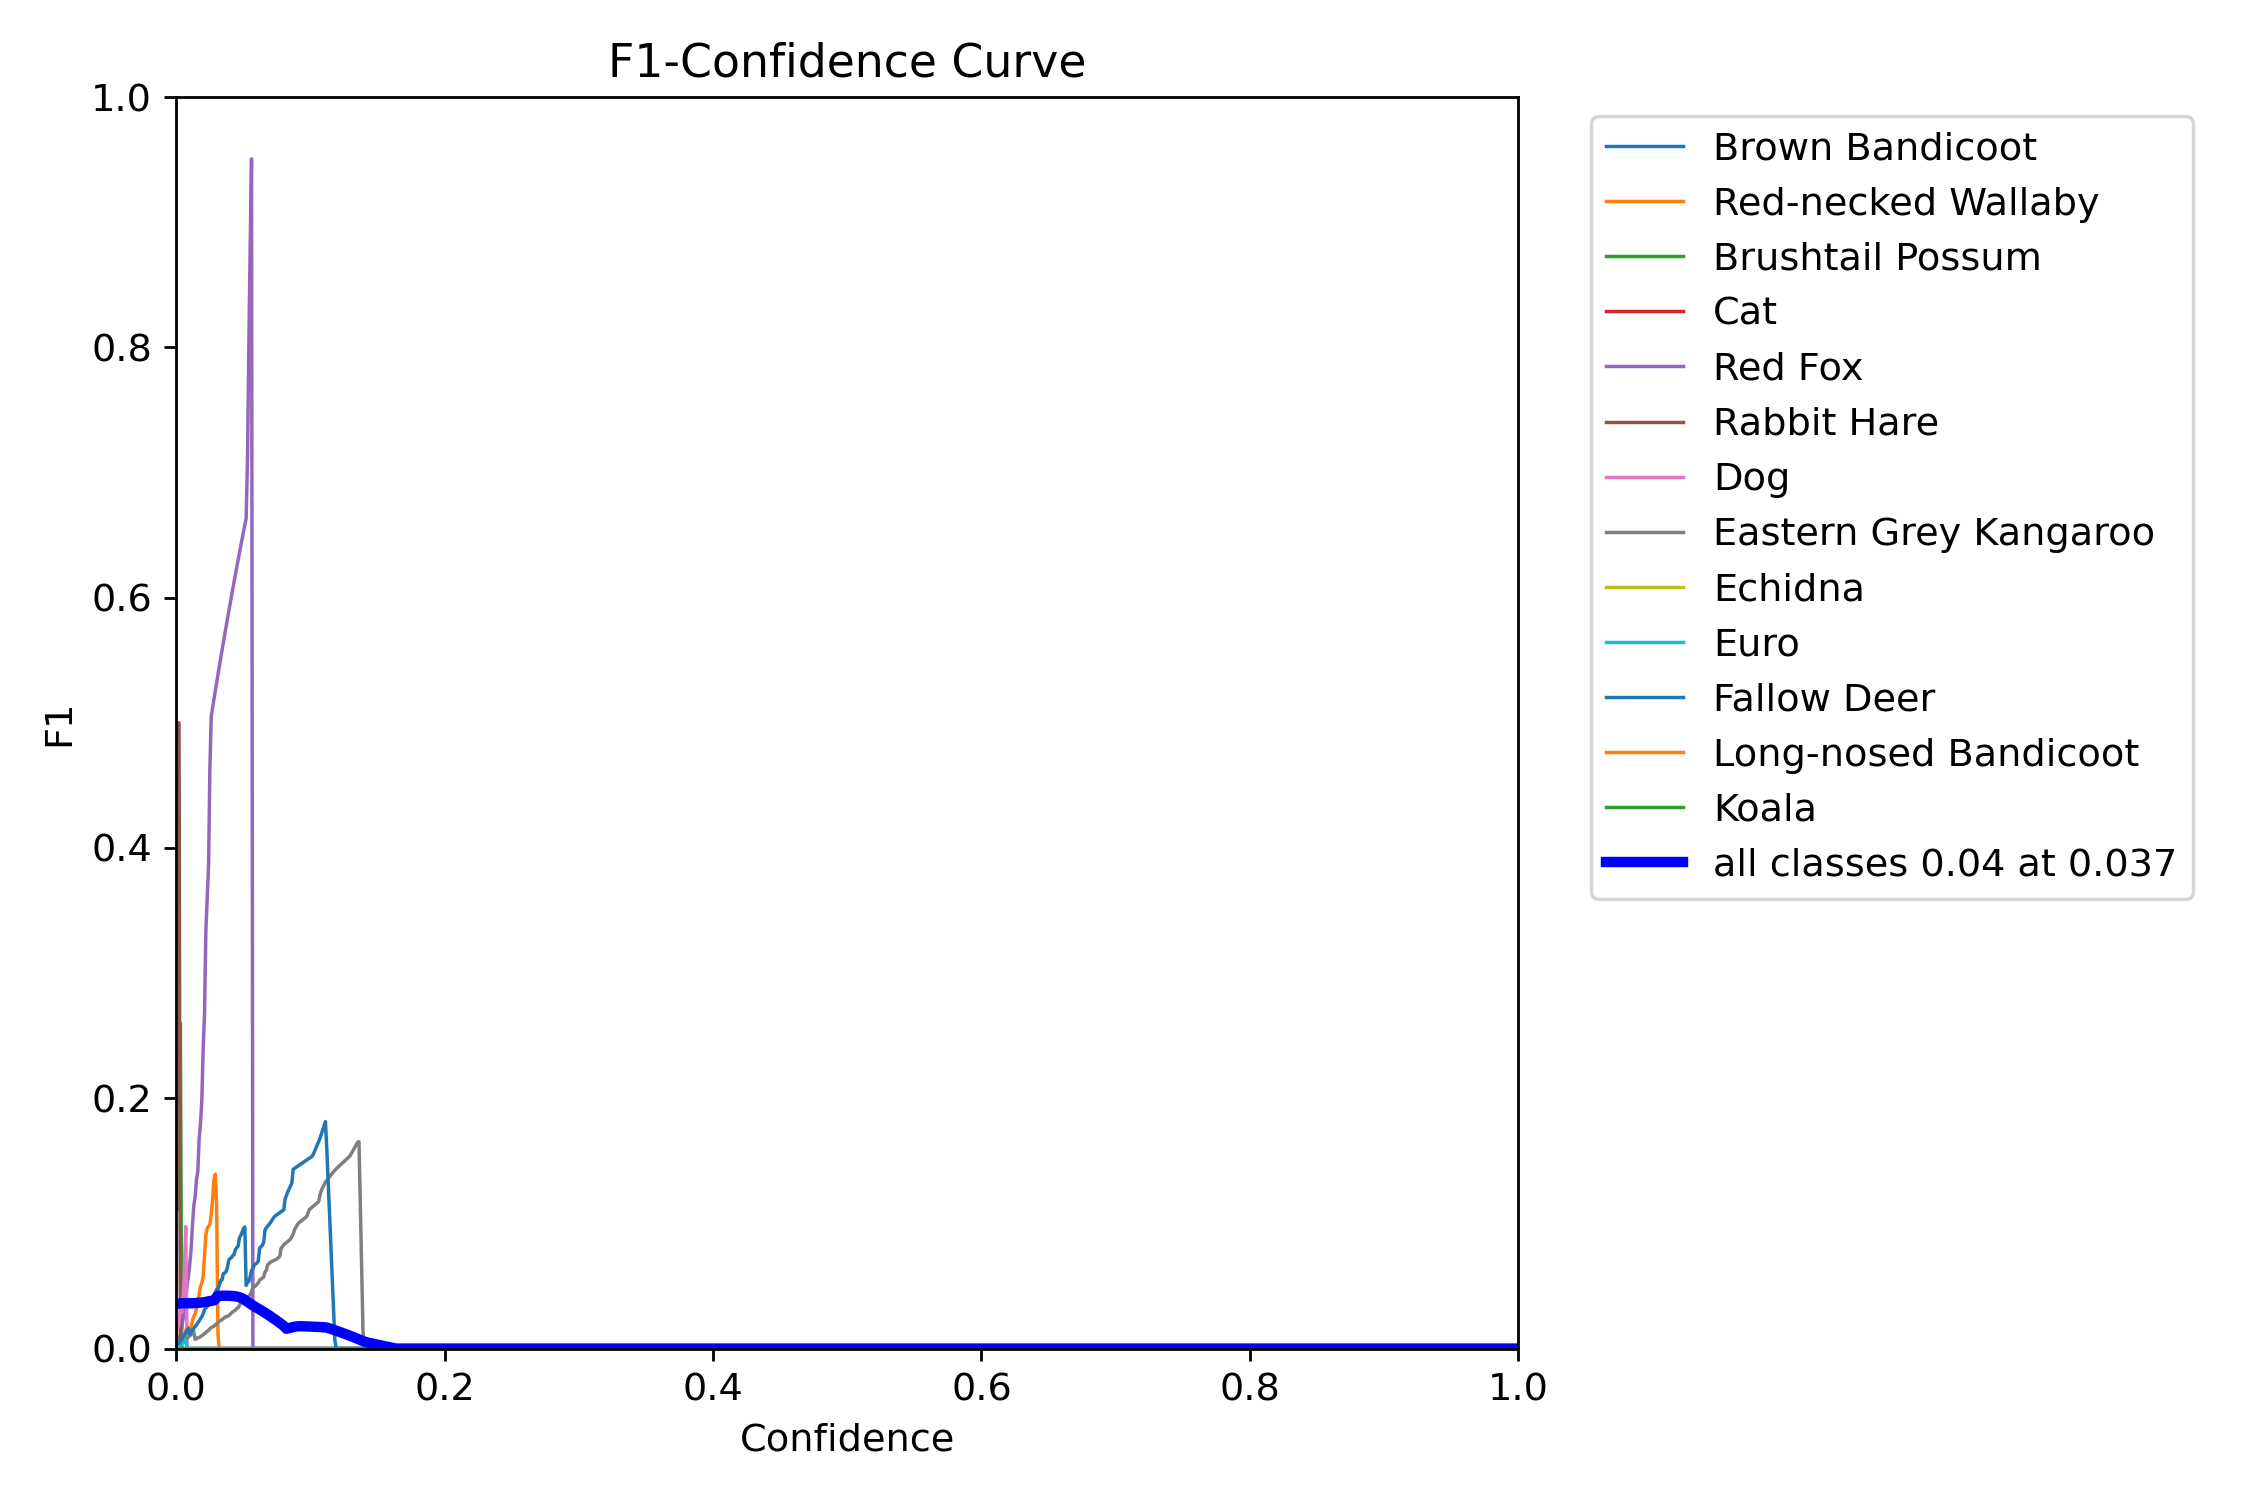 F1-Confidence Curve
1.0
0.8
0.6
0.4
0.2
0.0
F1
0.0 0.2 0.4 0.6 0.8 1.0
Confidence
Brown Bandicoot
Red-necked Wallaby
Brushtail Possum
Cat
Red Fox
Rabbit Hare
Dog
Eastern Grey Kangaroo
Echidna
Euro
Fallow Deer
Long-nosed Bandicoot
Koala
all classes 0.04 at 0.037